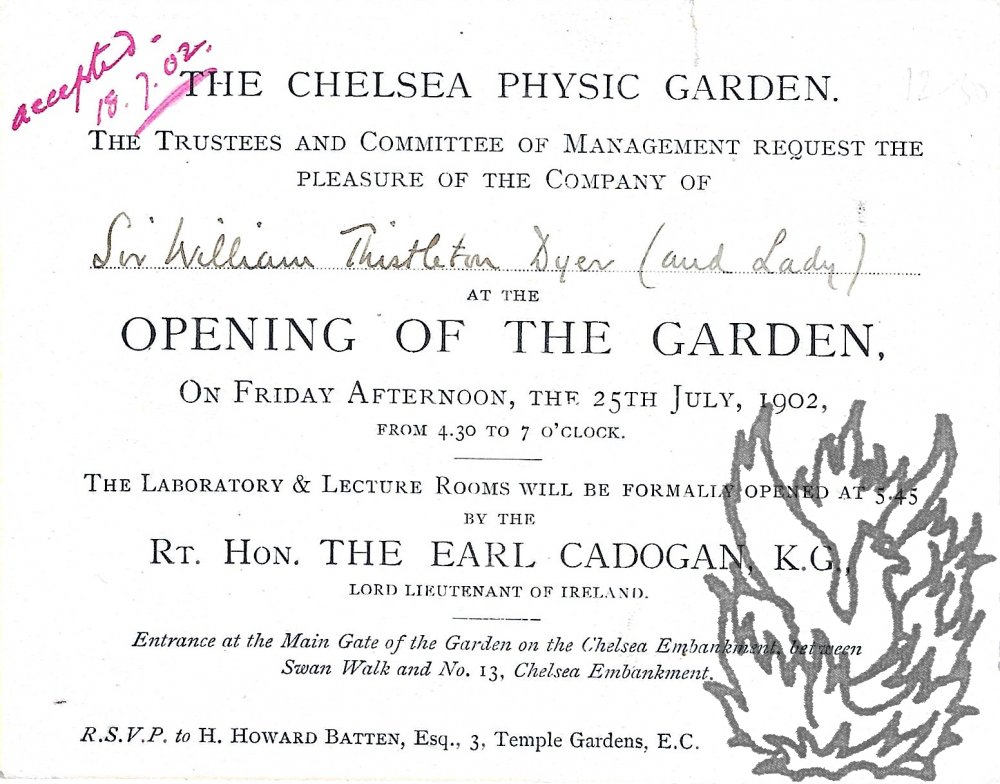 accepted.
18.7.02.
THE CHELSEA PHYSIC GARDEN.
THE TRUSTEES AND COMMITTEE OF MANAGEMENT REQUEST THE
PLEASURE OF THE COMPANY OF
Sir William Thistleton Dyer (and Lady)
AT THE
OPENING OF THE GARDEN,
ON FRIDAY AFTERNOON, THE 25TH JULY, 1902,
FROM 4.30 TO 7 O'CLOCK.
THE LABORATORY & LECTURE ROOMS WILL BE FORMALLY OPENED AT 5.45
BY THE
RT. HON. THE EARL CADOGAN, K.G.,
LORD LIEUTENANT OF IRELAND.
Entrance at the Main Gate of the Garden on the Chelsea Embankment, between
Swan Walk and No. 13, Chelsea Embankment.
R.S.V.P. to H. HOWARD BATTEN, Esq., 3, Temple Gardens, E.C.